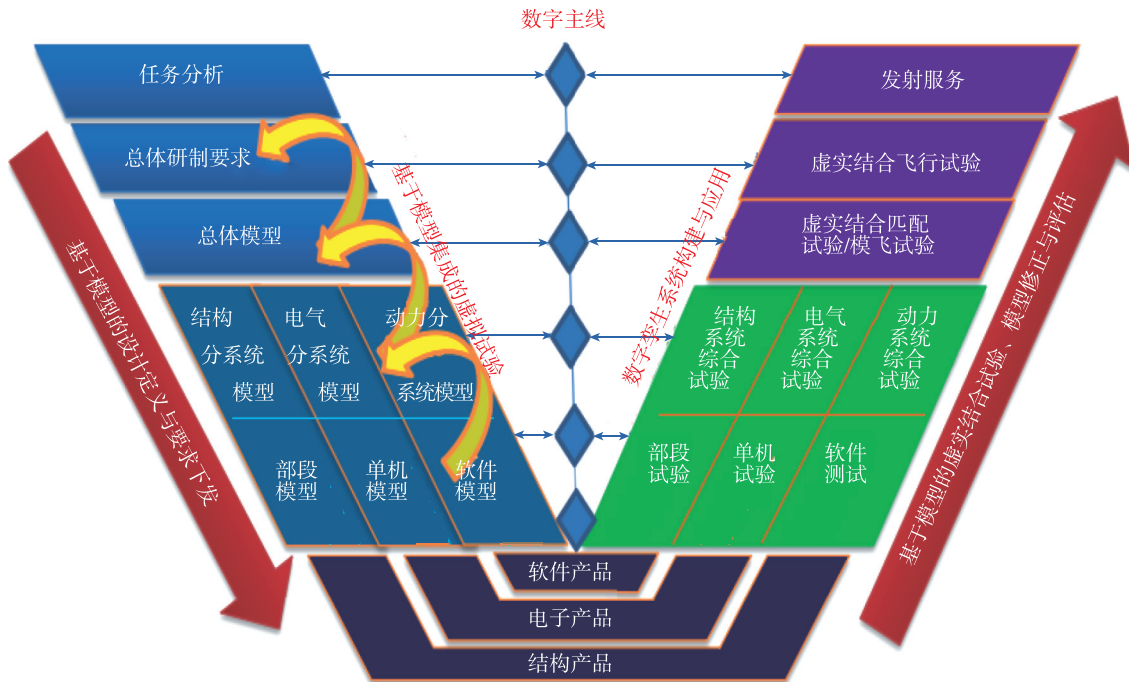 数字主线
任务分析
发射服务
总体研制要求
虚实结合飞行试验
总体模型
虚实结合匹配
试验/模飞试验
基于模型的设计定义与要求下发
基于模型集成的虚拟试验
数字孪生系统构建与应用
基于模型的虚实结合综合试验、模型修正与评估
结构
分系统
模型
电气
分系统
模型
动力分
系统模型
结构
系统
综合
试验
电气
系统
综合
试验
动力
系统
综合
试验
部段
模型
单机
模型
软件
模型
部段
试验
单机
试验
软件
测试
软件产品
电子产品
结构产品